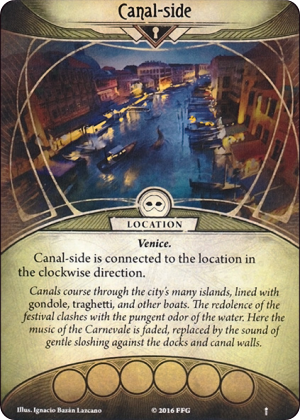 Canal-side
LOCATION
Venice.
Canal-side is connected to the location in
the clockwise direction.
Canals course through the city's many islands, lined with
gondole, traghetti, and other boats. The redolence of the
festival clashes with the pungent odor of the water. Here the
music of the Carnevale is faded, replaced by the sound of
gentle sloshing against the docks and canal walls.
Illus. Ignacio Bazán Lazcano
© 2016 FFG